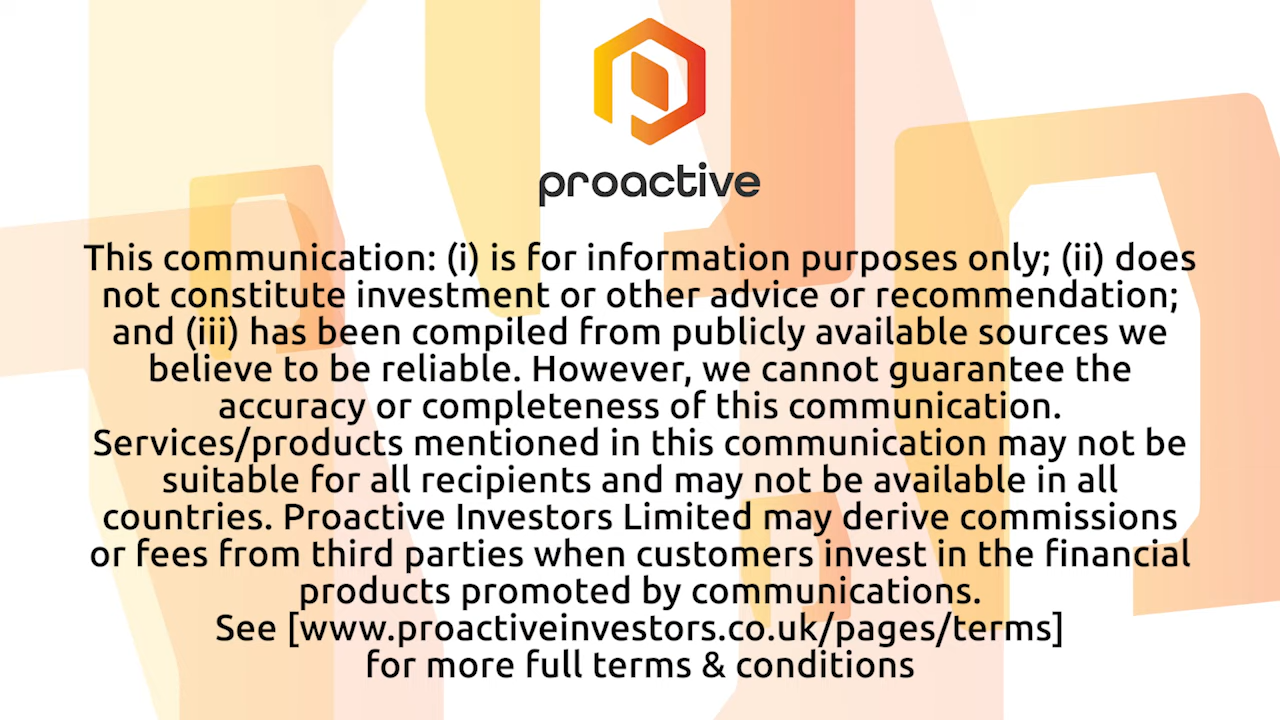 proactive
This communication: (i) is for information purposes only; (ii) does
not constitute investment or other advice or recommendation;
and (iii) has been compiled from publicly available sources we
believe to be reliable. However, we cannot guarantee the
accuracy or completeness of this communication.
Services/products mentioned in this communication may not be
suitable for all recipients and may not be available in all
countries. Proactive Investors Limited may derive commissions
or fees from third parties when customers invest in the financial
products promoted by communications.
See [www.proactiveinvestors.co.uk/pages/terms]
for more full terms & conditions